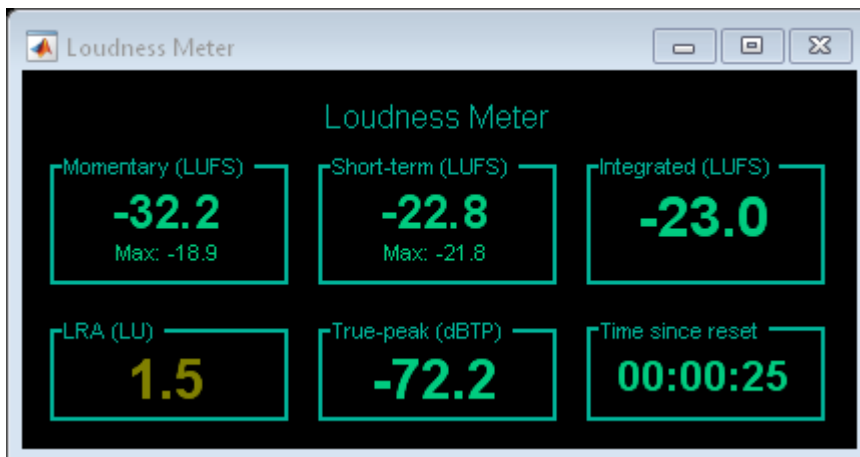 Loudness Meter
Loudness Meter
Momentary (LUFS)
-32.2
Max: -18.9
Short-term (LUFS)
-22.8
Max: -21.8
Integrated (LUFS)
-23.0
LRA (LU)
1.5
True-peak (dBTP)
-72.2
Time since reset
00:00:25